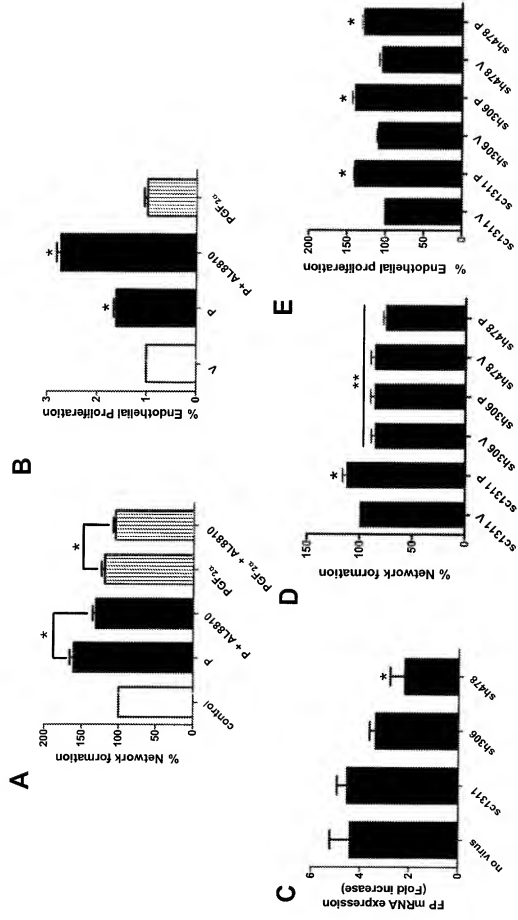 A
% Network formation
200
150
100
50
0
*
*
control
P
P+ AL8810
PGF2α
PGF2α + AL8810
B
% Endothelial Proliferation
3
2
1
0
*
*
V
P
P+ AL8810
PGF2α
C
FP mRNA expression
(Fold increase)
6
4
2
0
*
no virus
sc1311
sh306
sh478
D
% Network formation
150
100
50
0
*
**
sc1311 V
sc1311 P
sh306 V
sh306 P
sh478 V
sh478 P
E
% Endothelial proliferation
200
150
100
50
0
*
*
*
sc1311 V
sc1311 P
sh306 V
sh306 P
sh478 V
sh478 P